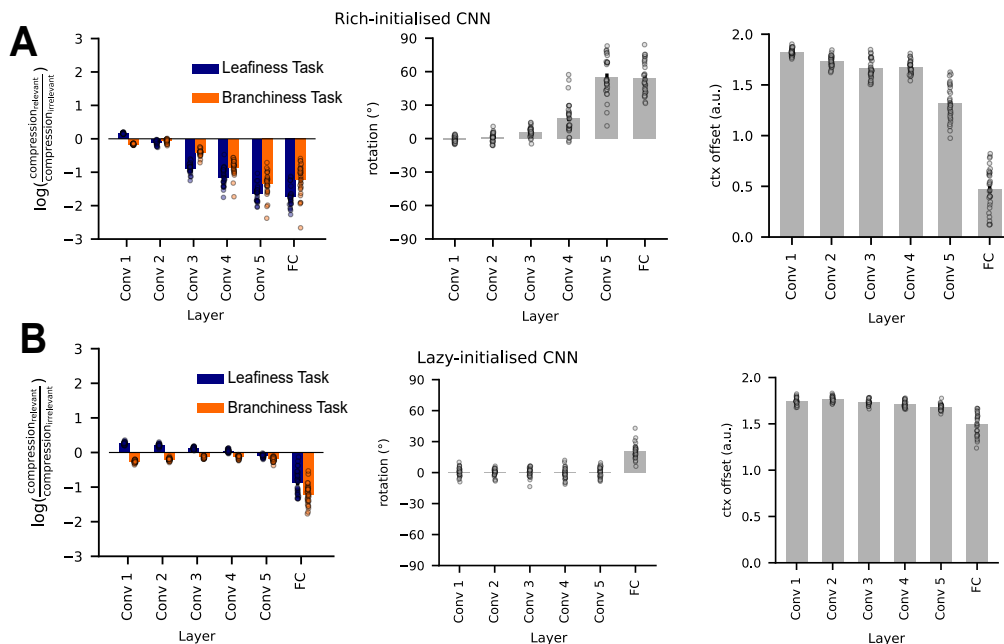 A
Rich-initialised CNN
log(compression_relevant/compression_irrelevant)
3
2
1
0
−1
−2
−3
Leafiness Task
Branchiness Task
Conv 1
Conv 2
Conv 3
Conv 4
Conv 5
FC
Layer
rotation (°)
90
60
30
0
−30
−60
−90
Conv 1
Conv 2
Conv 3
Conv 4
Conv 5
FC
Layer
ctx offset (a.u.)
2.0
1.5
1.0
0.5
0.0
Conv 1
Conv 2
Conv 3
Conv 4
Conv 5
FC
Layer
B
Lazy-initialised CNN
log(compression_relevant/compression_irrelevant)
3
2
1
0
−1
−2
−3
Leafiness Task
Branchiness Task
Conv 1
Conv 2
Conv 3
Conv 4
Conv 5
FC
Layer
rotation (°)
90
60
30
0
−30
−60
−90
Conv 1
Conv 2
Conv 3
Conv 4
Conv 5
FC
Layer
ctx offset (a.u.)
2.0
1.5
1.0
0.5
0.0
Conv 1
Conv 2
Conv 3
Conv 4
Conv 5
FC
Layer